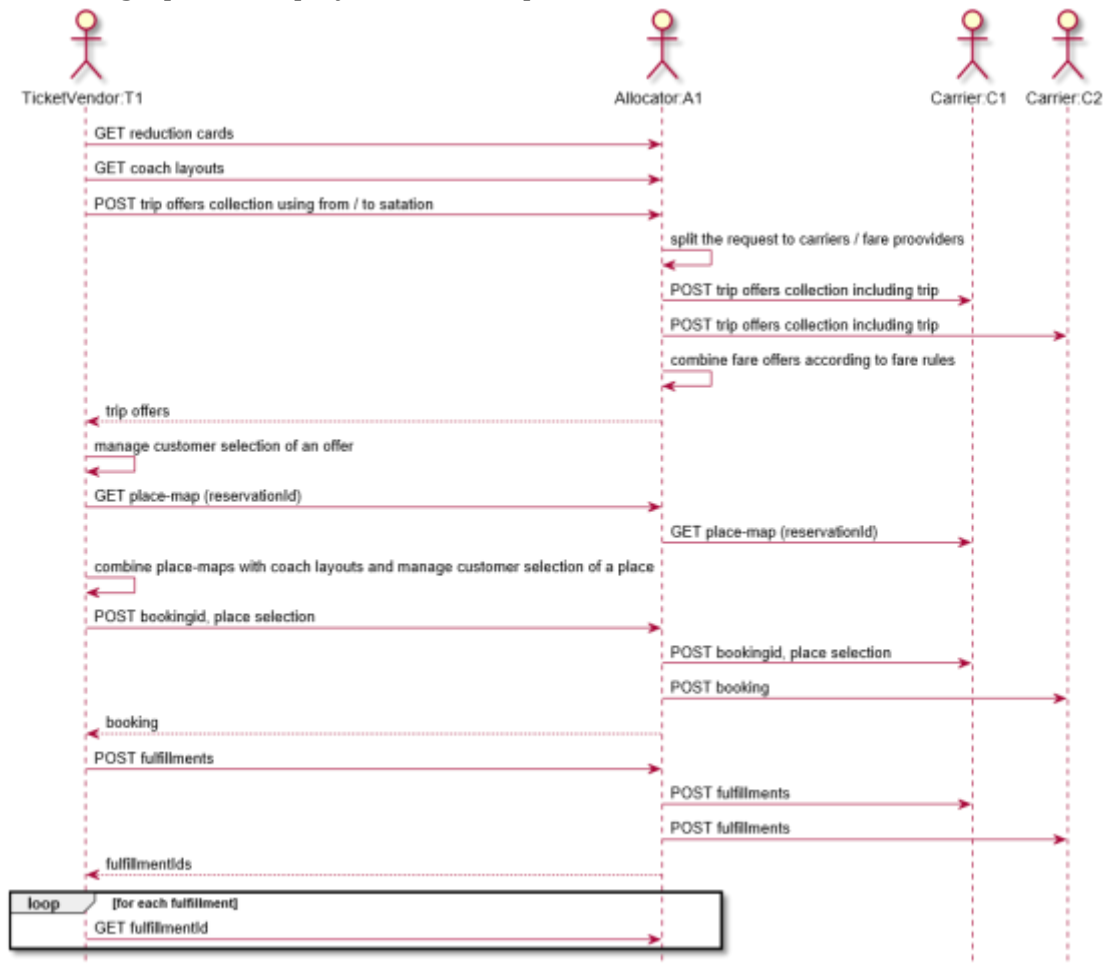 TicketVendor:T1
Allocator:A1
Carrier:C1
Carrier:C2
GET reduction cards
GET coach layouts
POST trip offers collection using from / to satation
split the request to carriers / fare prooviders
POST trip offers collection including trip
POST trip offers collection including trip
combine fare offers according to fare rules
trip offers
manage customer selection of an offer
GET place-map (reservationId)
GET place-map (reservationId)
combine place-maps with coach layouts and manage customer selection of a place
POST bookingid, place selection
POST bookingid, place selection
POST booking
booking
POST fulfillments
POST fulfillments
POST fulfillments
fulfillmentIds
loop
[for each fulfillment]
GET fulfillmentId